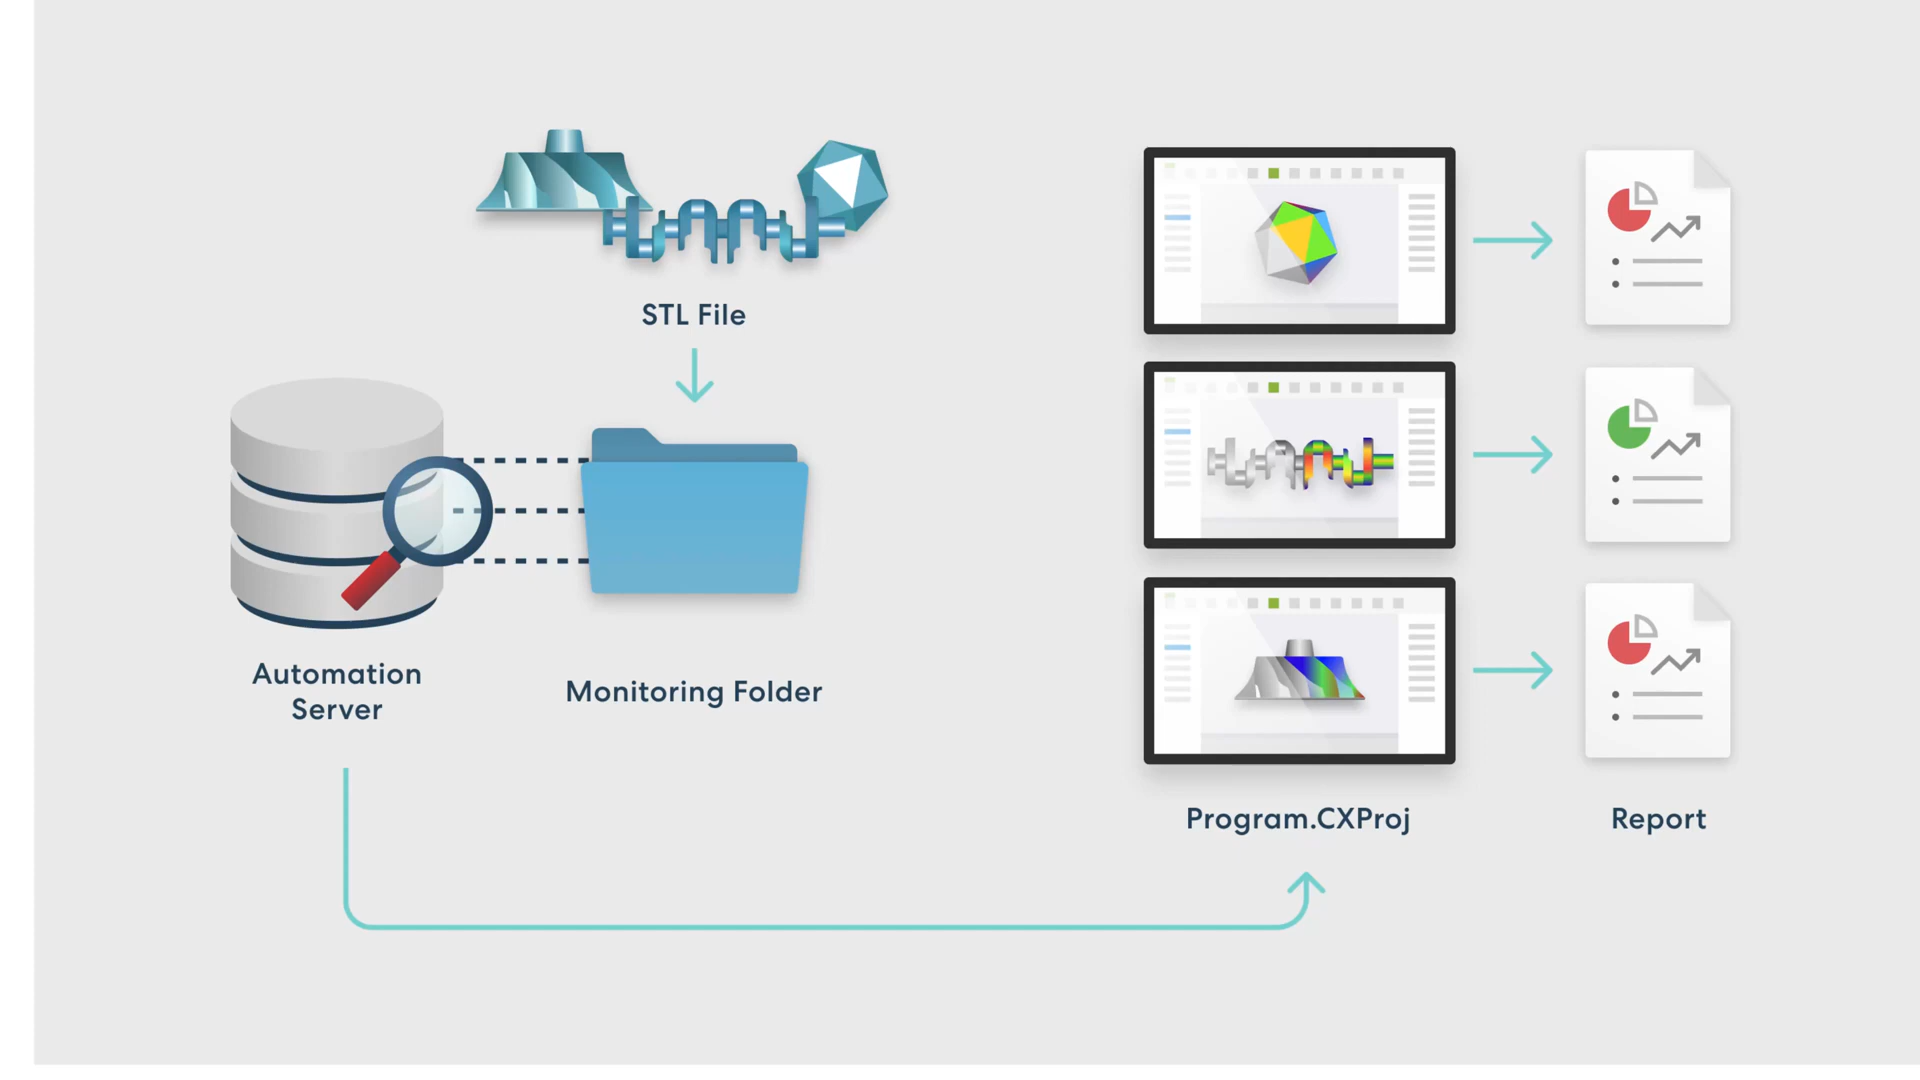 STL File
Automation
Server
Monitoring Folder
Program.CXProj
Report